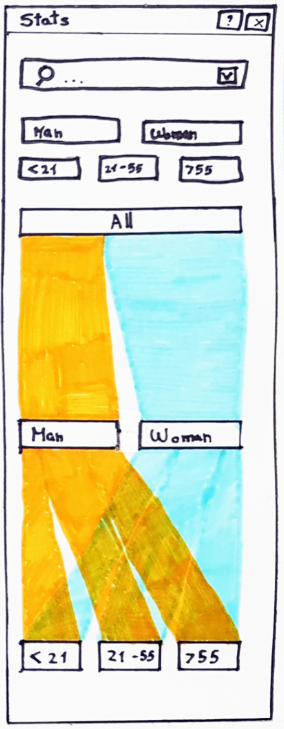 Stats ? x
...
Man Woman
<21 21-55 >55
All
Man Woman
<21 21-55 >55